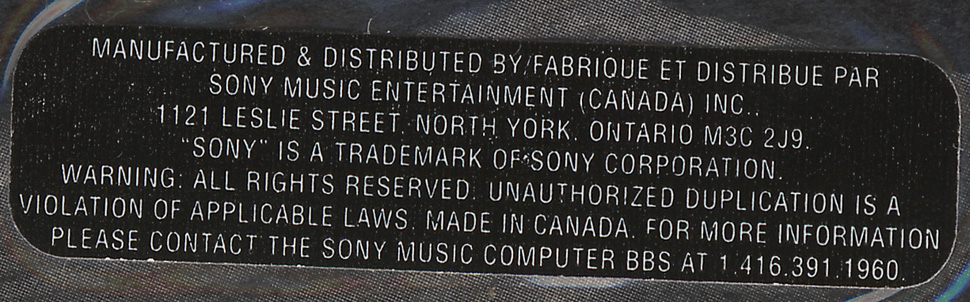 MANUFACTURED & DISTRIBUTED BY/FABRIQUE ET DISTRIBUE PAR
SONY MUSIC ENTERTAINMENT (CANADA) INC.,
1121 LESLIE STREET, NORTH YORK, ONTARIO M3C 2J9.
"SONY" IS A TRADEMARK OF SONY CORPORATION.
WARNING: ALL RIGHTS RESERVED. UNAUTHORIZED DUPLICATION IS A
VIOLATION OF APPLICABLE LAWS. MADE IN CANADA. FOR MORE INFORMATION
PLEASE CONTACT THE SONY MUSIC COMPUTER BBS AT 1.416.391.1960.